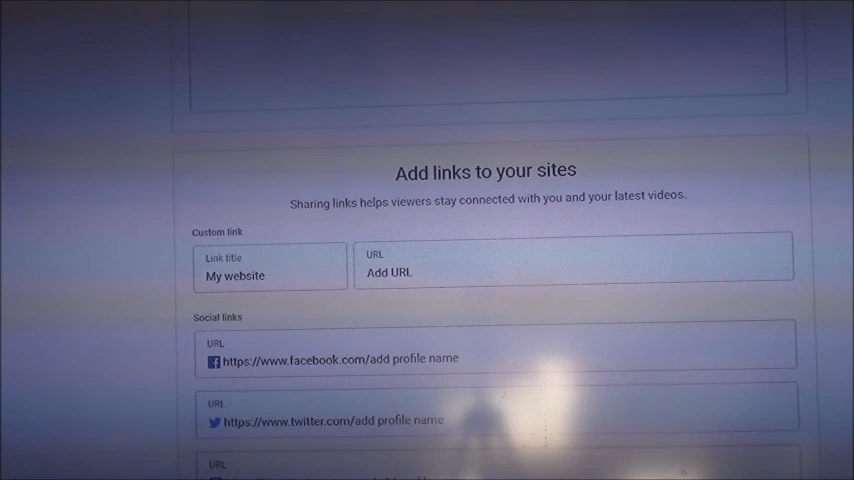 Add links to your sites
Sharing links helps viewers stay connected with you and your latest videos.
Custom link
Link title
My website
URL
Add URL
Social links
URL
https://www.facebook.com/add profile name
URL
https://www.twitter.com/add profile name
URL